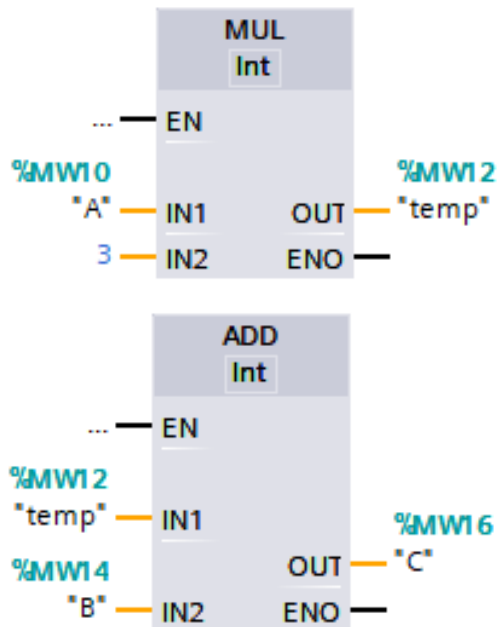 MUL
Int
... EN
%MW10 %MW12
"A" IN1 OUT "temp"
3 IN2 ENO
ADD
Int
... EN
%MW12
"temp" IN1
%MW16
%MW14 OUT "C"
"B" IN2 ENO